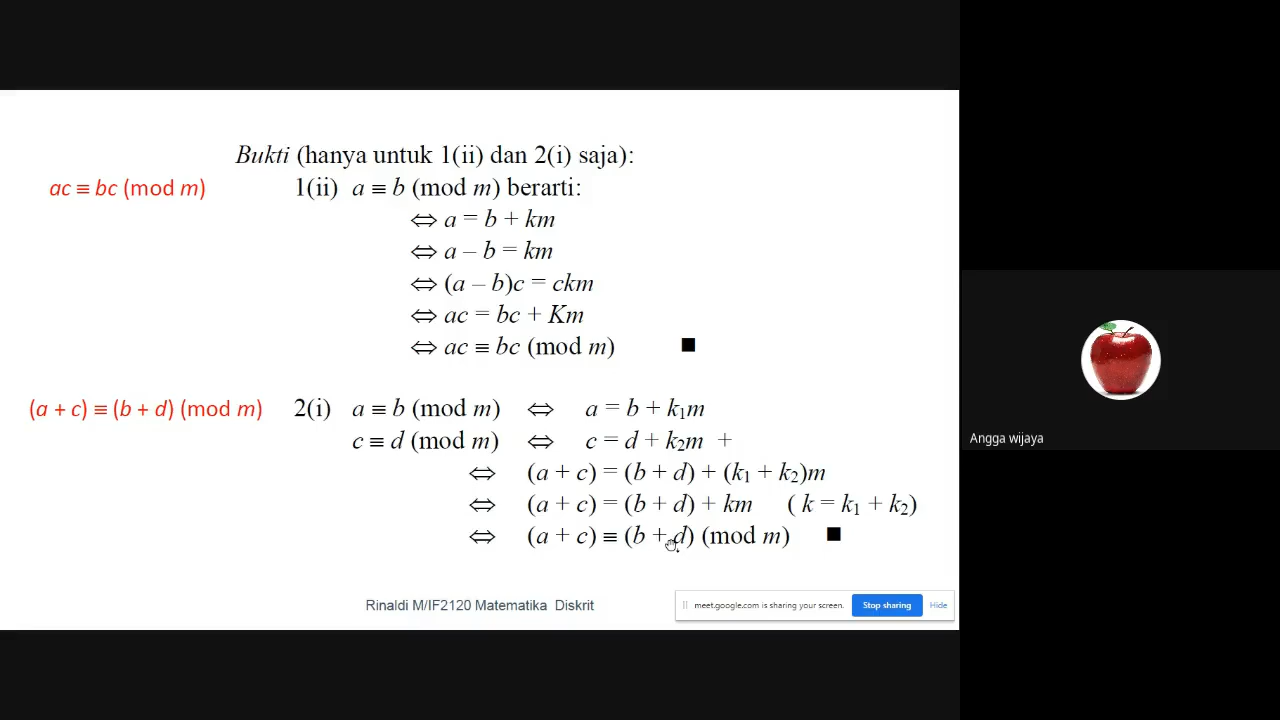 Bukti (hanya untuk 1(ii) dan 2(i) saja):
ac ≡ bc (mod m) 1(ii) a ≡ b (mod m) berarti:
⇔ a = b + km
⇔ a – b = km
⇔ (a – b)c = ckm
⇔ ac = bc + Km
⇔ ac ≡ bc (mod m) ■
(a + c) ≡ (b + d) (mod m) 2(i) a ≡ b (mod m) ⇔ a = b + k₁m
c ≡ d (mod m) ⇔ c = d + k₂m +
⇔ (a + c) = (b + d) + (k₁ + k₂)m
⇔ (a + c) = (b + d) + km ( k = k₁ + k₂)
⇔ (a + c) ≡ (b + d) (mod m) ■
Rinaldi M/IF2120 Matematika Diskrit
meet.google.com is sharing your screen. Stop sharing Hide
Angga wijaya